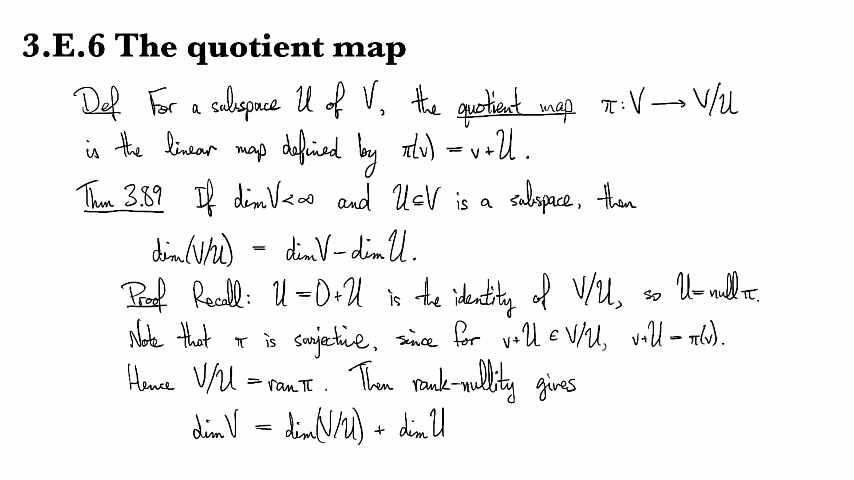 3.E.6 The quotient map
Def For a subspace U of V, the quotient map π: V → V/U
is the linear map defined by π(v) = v+U.
Thm 3.89 If dim V < ∞ and U ⊆ V is a subspace, then
dim(V/U) = dim V - dim U.
Proof Recall: U = 0+U is the identity of V/U, so U = null π.
Note that π is surjective, since for v+U ∈ V/U, v+U = π(v).
Hence V/U = ran π. Then rank-nullity gives
dim V = dim(V/U) + dim U